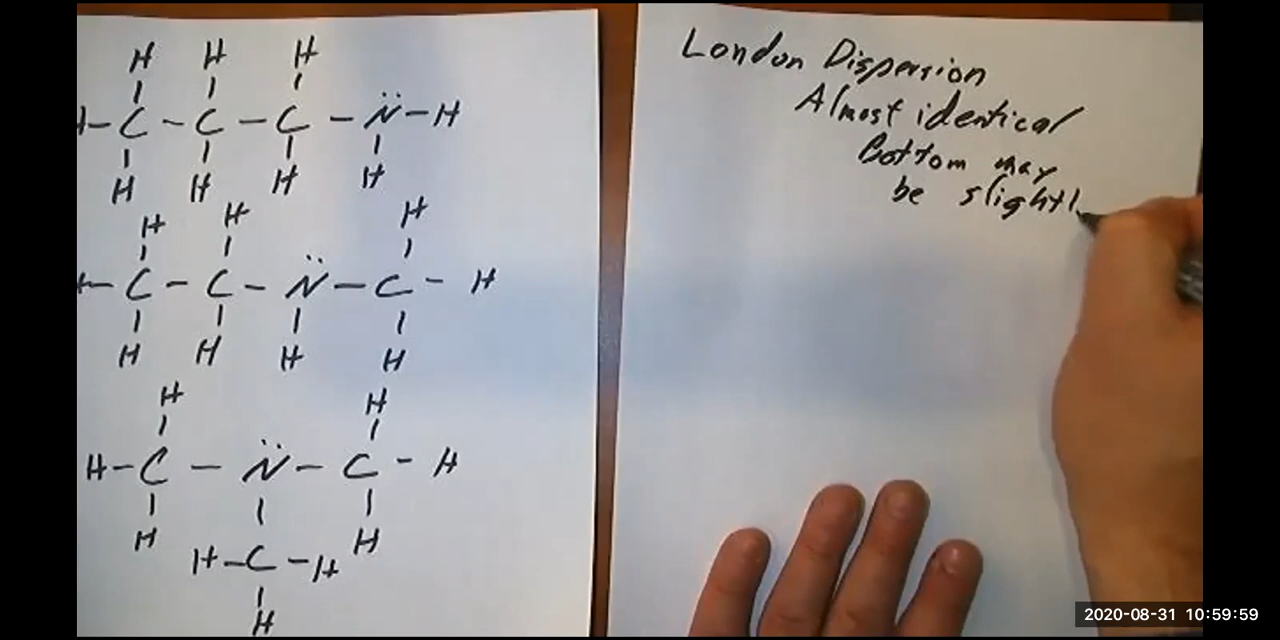 H H H
H-C-C-C-N̈-H
H H H H
H H H
H-C-C-N̈-C-H
H H H H
H H
H-C-N̈-C-H
H H
H-C-H
H
London Dispersion
Almost identical
Bottom may
be slightl
2020-08-31 10:59:59